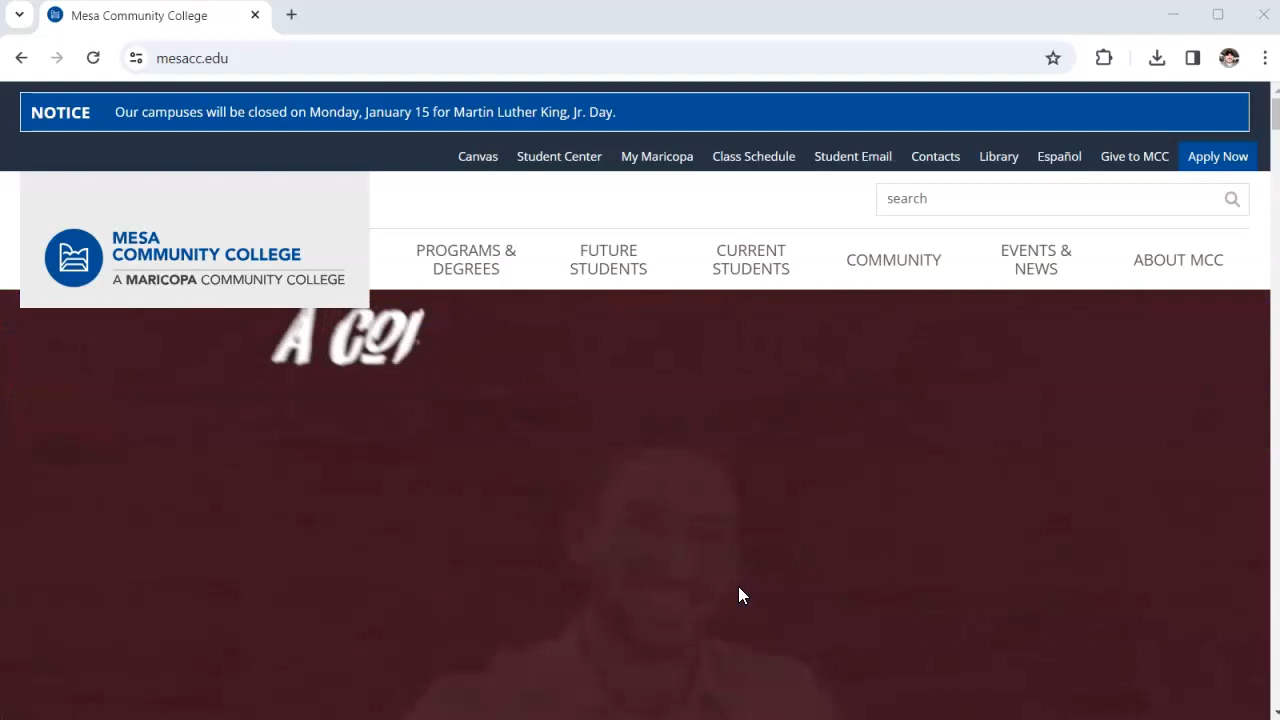 Mesa Community College
mesacc.edu
NOTICE Our campuses will be closed on Monday, January 15 for Martin Luther King, Jr. Day.
Canvas Student Center My Maricopa Class Schedule Student Email Contacts Library Español Give to MCC Apply Now
search
MESA
COMMUNITY COLLEGE
A MARICOPA COMMUNITY COLLEGE
PROGRAMS &
DEGREES
FUTURE
STUDENTS
CURRENT
STUDENTS
COMMUNITY
EVENTS &
NEWS
ABOUT MCC
A